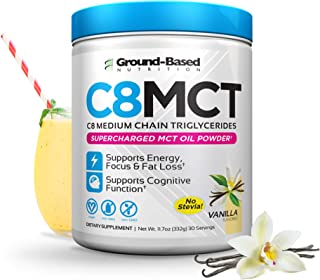 Ground-Based
NUTRITION
C8MCT
C8 MEDIUM CHAIN TRIGLYCERIDES
SUPERCHARGED MCT OIL POWDER†
Supports Energy,
Focus & Fat Loss‡
Supports Cognitive
Function‡
No Stevia!
VANILLA
DIETARY SUPPLEMENT | Net Wt. 11.7oz (332g) 30 Servings